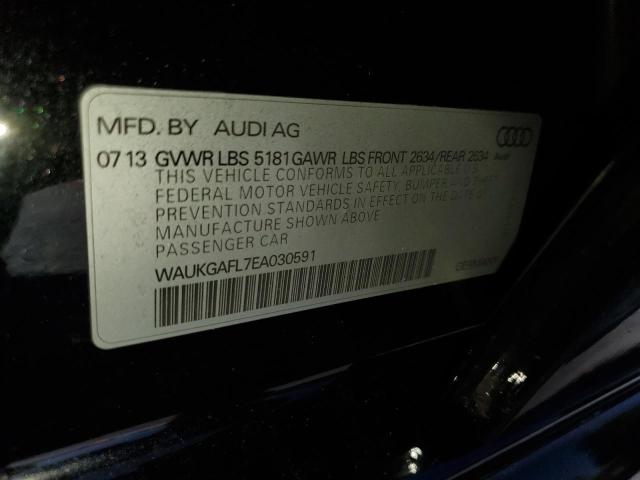 MFD. BY AUDI AG
07 13 GVWR LBS 5181 GAWR LBS FRONT 2634/REAR 2634
Audi
THIS VEHICLE CONFORMS TO ALL APPLICABLE U.S.
FEDERAL MOTOR VEHICLE SAFETY, BUMPER AND THEFT
PREVENTION STANDARDS IN EFFECT ON THE DATE OF
MANUFACTURE SHOWN ABOVE
PASSENGER CAR
WAUKGAFL7EA030591
GERMANY